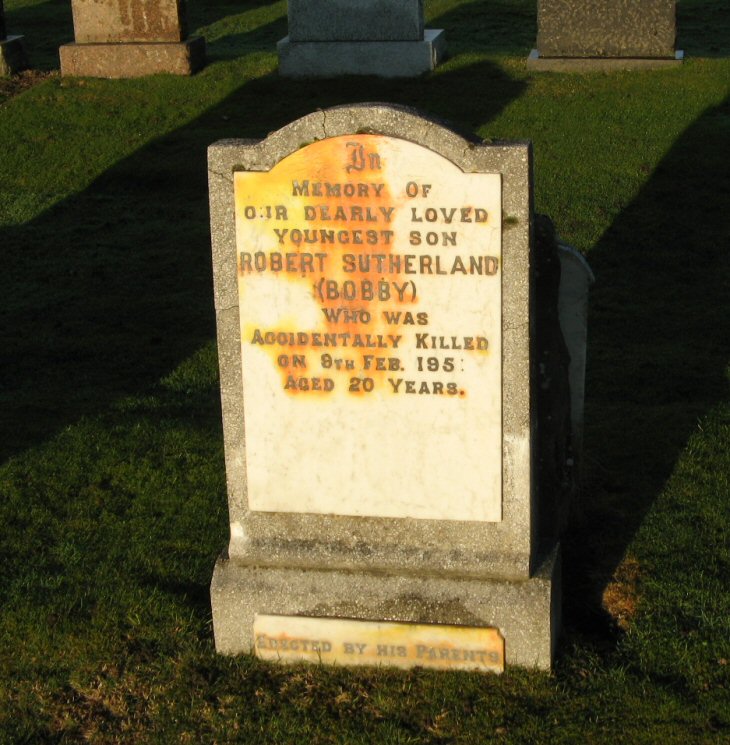 In
MEMORY OF
OUR DEARLY LOVED
YOUNGEST SON
ROBERT SUTHERLAND
(BOBBY)
WHO WAS
ACCIDENTALLY KILLED
ON 9TH FEB. 195
AGED 20 YEARS.
ERECTED BY HIS PARENTS